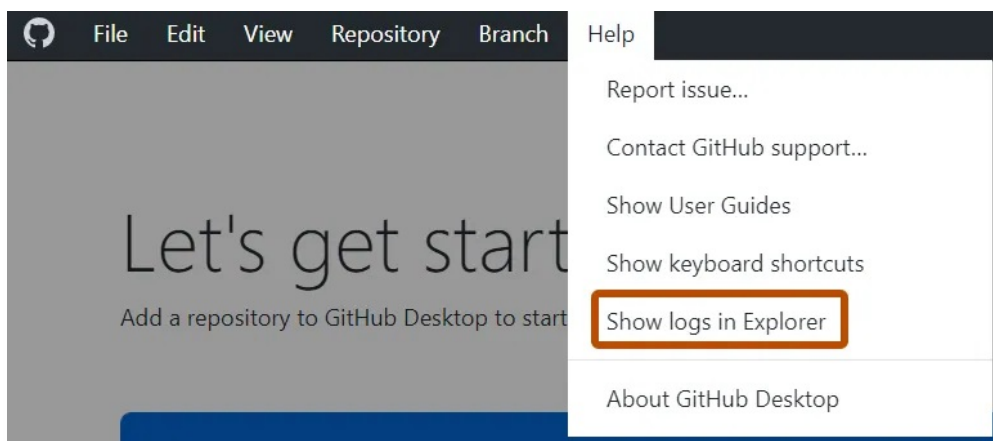 File Edit View Repository Branch Help
Report issue...
Contact GitHub support...
Show User Guides
Show keyboard shortcuts
Show logs in Explorer
About GitHub Desktop
Let's get start
Add a repository to GitHub Desktop to start